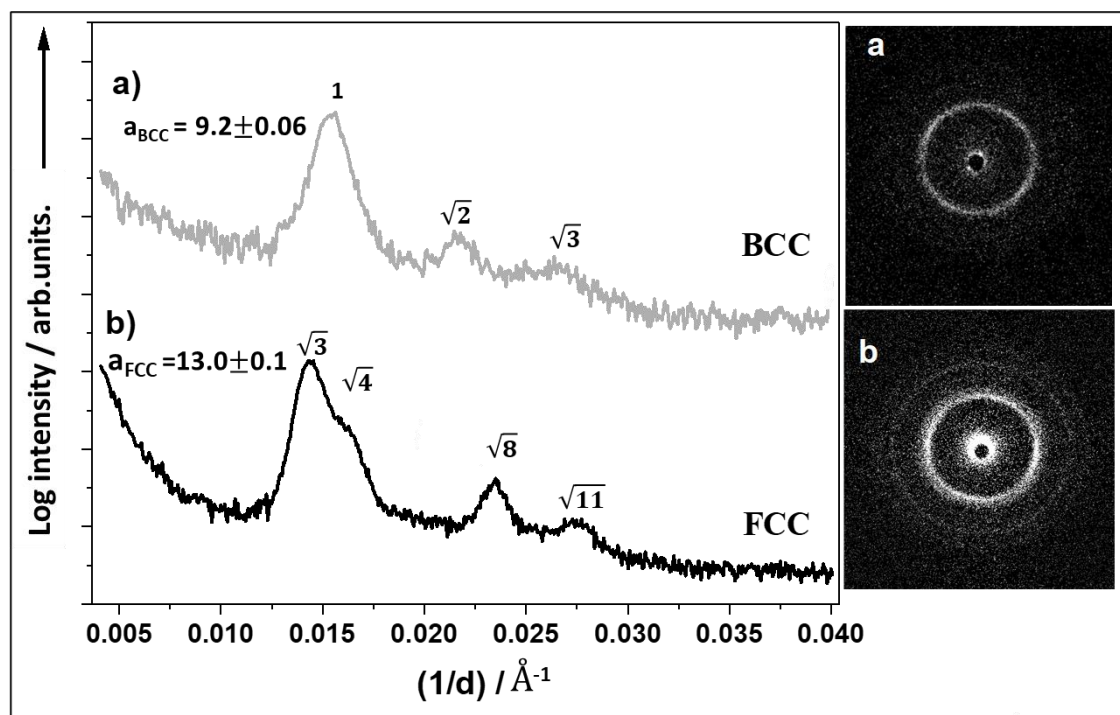 Log intensity / arb.units.
a)
1
a_BCC = 9.2±0.06
√2
√3
BCC
b)
a_FCC =13.0±0.1
√3
√4
√8
√11
FCC
0.005 0.010 0.015 0.020 0.025 0.030 0.035 0.040
(1/d) / Å⁻¹
a
b